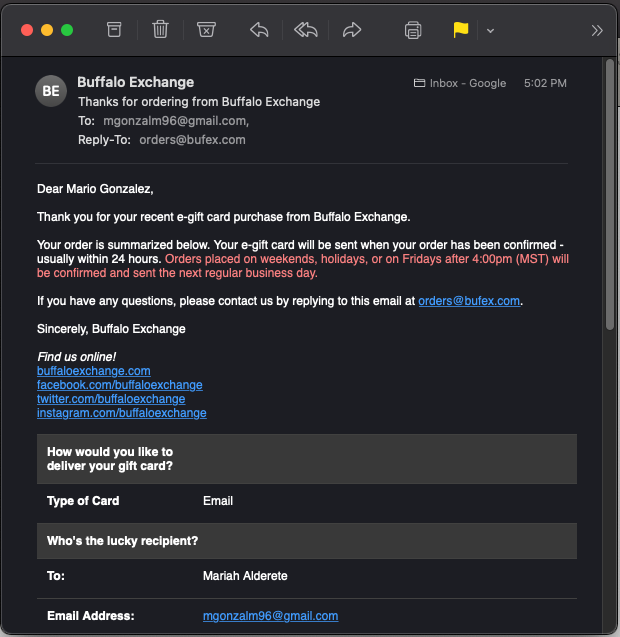 BE
Buffalo Exchange
Inbox - Google
5:02 PM
Thanks for ordering from Buffalo Exchange
To: mgonzalm96@gmail.com,
Reply-To: orders@bufex.com
Dear Mario Gonzalez,
Thank you for your recent e-gift card purchase from Buffalo Exchange.
Your order is summarized below. Your e-gift card will be sent when your order has been confirmed -
usually within 24 hours. Orders placed on weekends, holidays, or on Fridays after 4:00pm (MST) will
be confirmed and sent the next regular business day.
If you have any questions, please contact us by replying to this email at orders@bufex.com.
Sincerely, Buffalo Exchange
Find us online!
buffaloexchange.com
facebook.com/buffaloexchange
twitter.com/buffaloexchange
instagram.com/buffaloexchange
How would you like to
deliver your gift card?
Type of Card Email
Who's the lucky recipient?
To: Mariah Alderete
Email Address: mgonzalm96@gmail.com